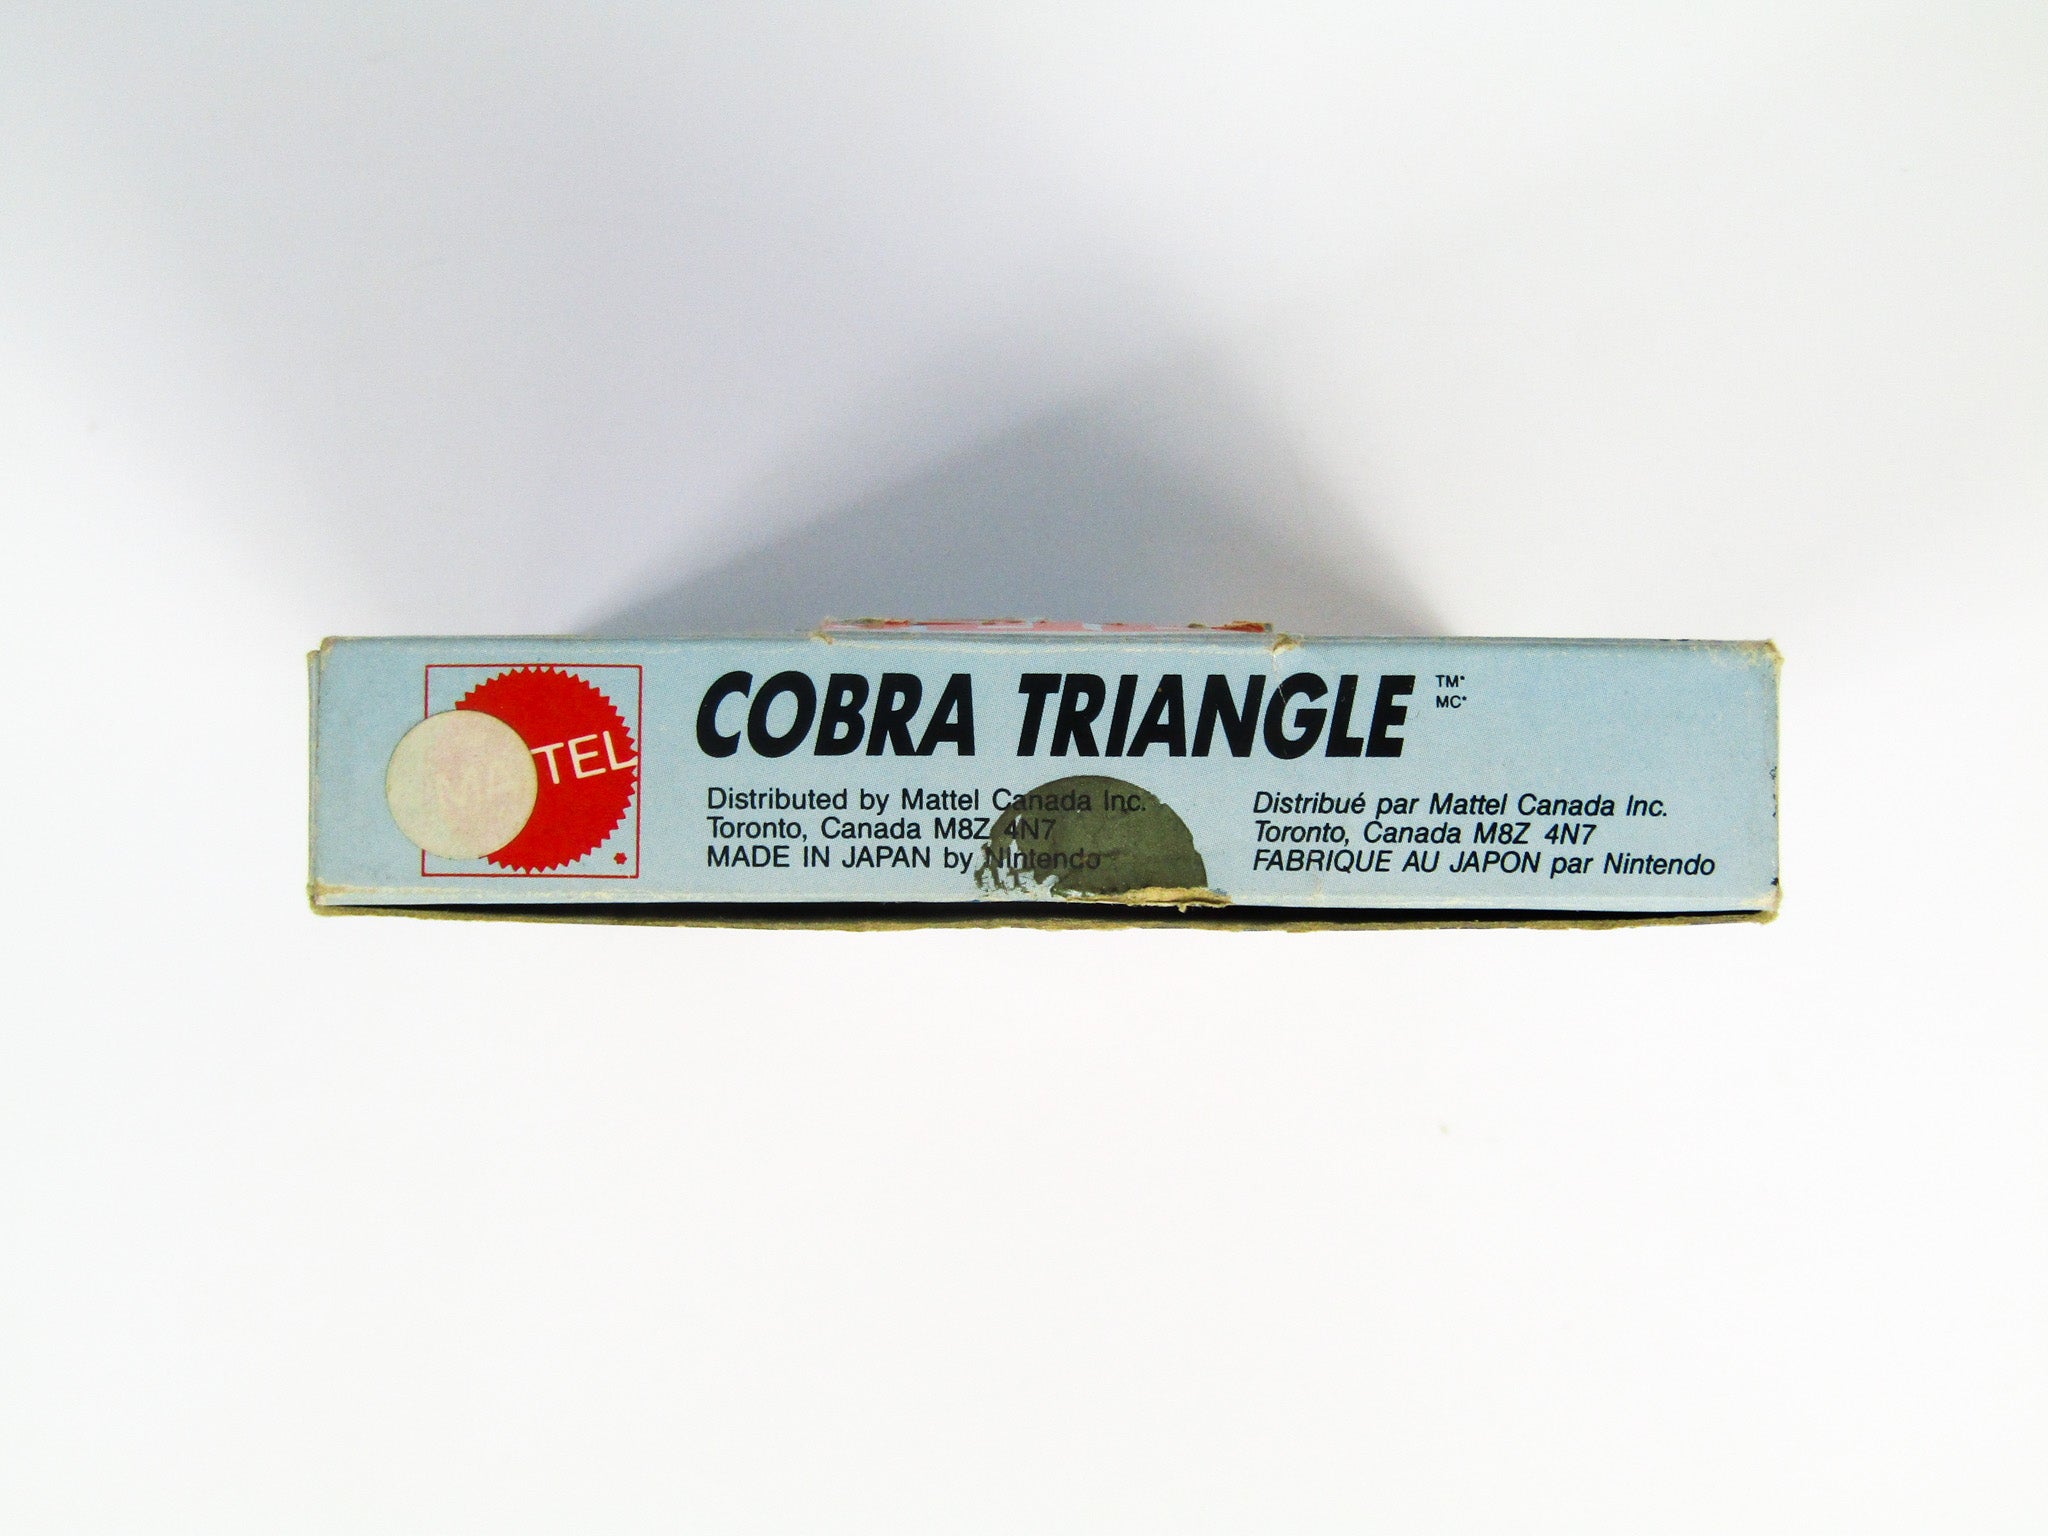 TEL
COBRA TRIANGLE
TM*
MC*
Distributed by Mattel Canada Inc.
Toronto, Canada M8Z 4N7
MADE IN JAPAN by Nintendo
Distribué par Mattel Canada Inc.
Toronto, Canada M8Z 4N7
FABRIQUE AU JAPON par Nintendo